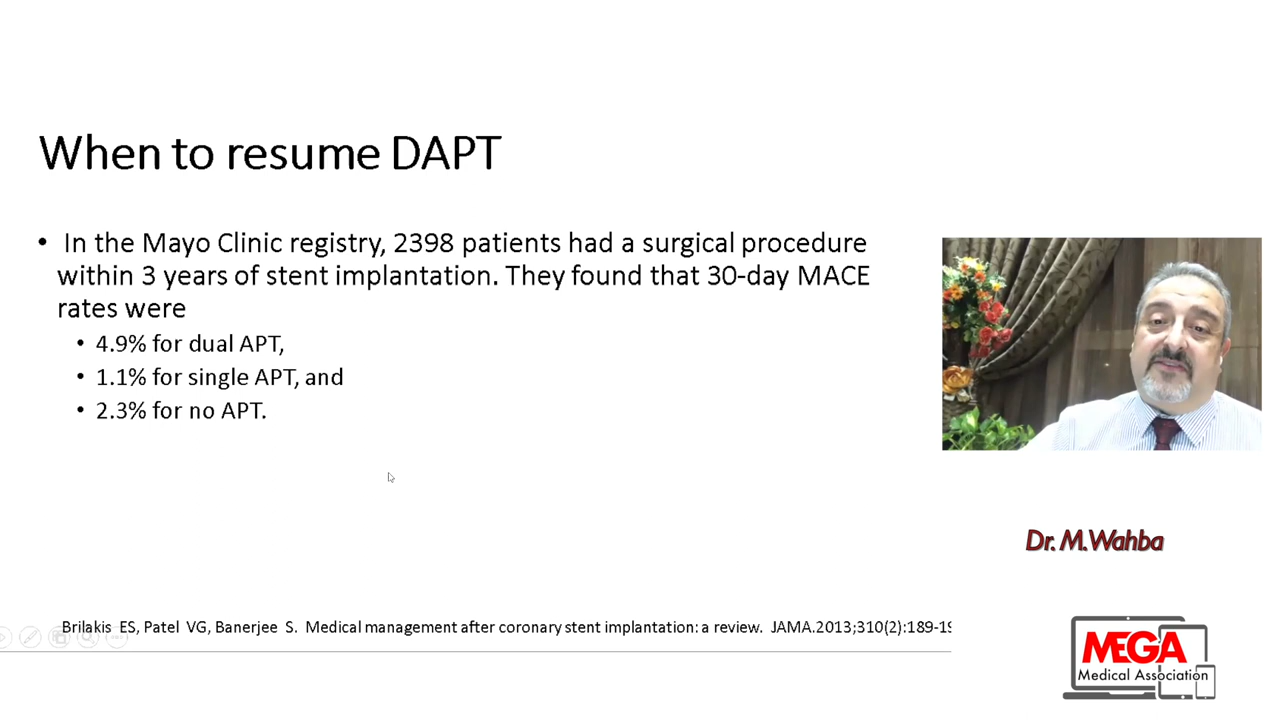 When to resume DAPT
• In the Mayo Clinic registry, 2398 patients had a surgical procedure
within 3 years of stent implantation. They found that 30-day MACE
rates were
• 4.9% for dual APT,
• 1.1% for single APT, and
• 2.3% for no APT.
Dr. M.Wahba
Brilakis ES, Patel VG, Banerjee S. Medical management after coronary stent implantation: a review. JAMA.2013;310(2):189-19
MEGA
Medical Association